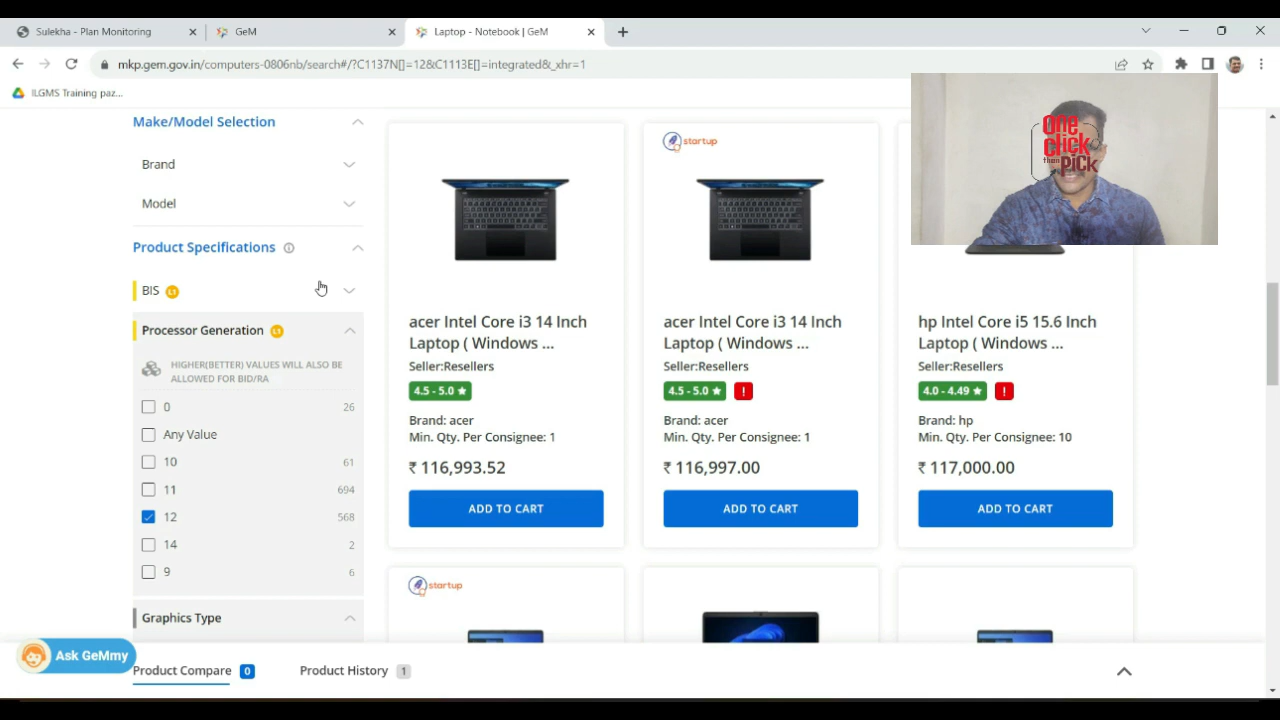 Sulekha - Plan Monitoring
GeM
Laptop - Notebook | GeM
mkp.gem.gov.in/computers-0806nb/search#/?C1137N[]=12&C1113E[]=integrated&_xhr=1
ILGMS Training paz...
One
click
then
Pick
Make/Model Selection
Brand
Model
Product Specifications
BIS L1
Processor Generation L1
HIGHER(BETTER) VALUES WILL ALSO BE
ALLOWED FOR BID/RA
0 26
Any Value
10 61
11 694
12 568
14 2
9 6
Graphics Type
acer Intel Core i3 14 Inch
Laptop ( Windows ...
Seller:Resellers
4.5 - 5.0 ★
Brand: acer
Min. Qty. Per Consignee: 1
₹ 116,993.52
ADD TO CART
startup
acer Intel Core i3 14 Inch
Laptop ( Windows ...
Seller:Resellers
4.5 - 5.0 ★ !
Brand: acer
Min. Qty. Per Consignee: 1
₹ 116,997.00
ADD TO CART
hp Intel Core i5 15.6 Inch
Laptop ( Windows ...
Seller:Resellers
4.0 - 4.49 ★ !
Brand: hp
Min. Qty. Per Consignee: 10
₹ 117,000.00
ADD TO CART
startup
Ask GeMmy
Product Compare 0
Product History 1